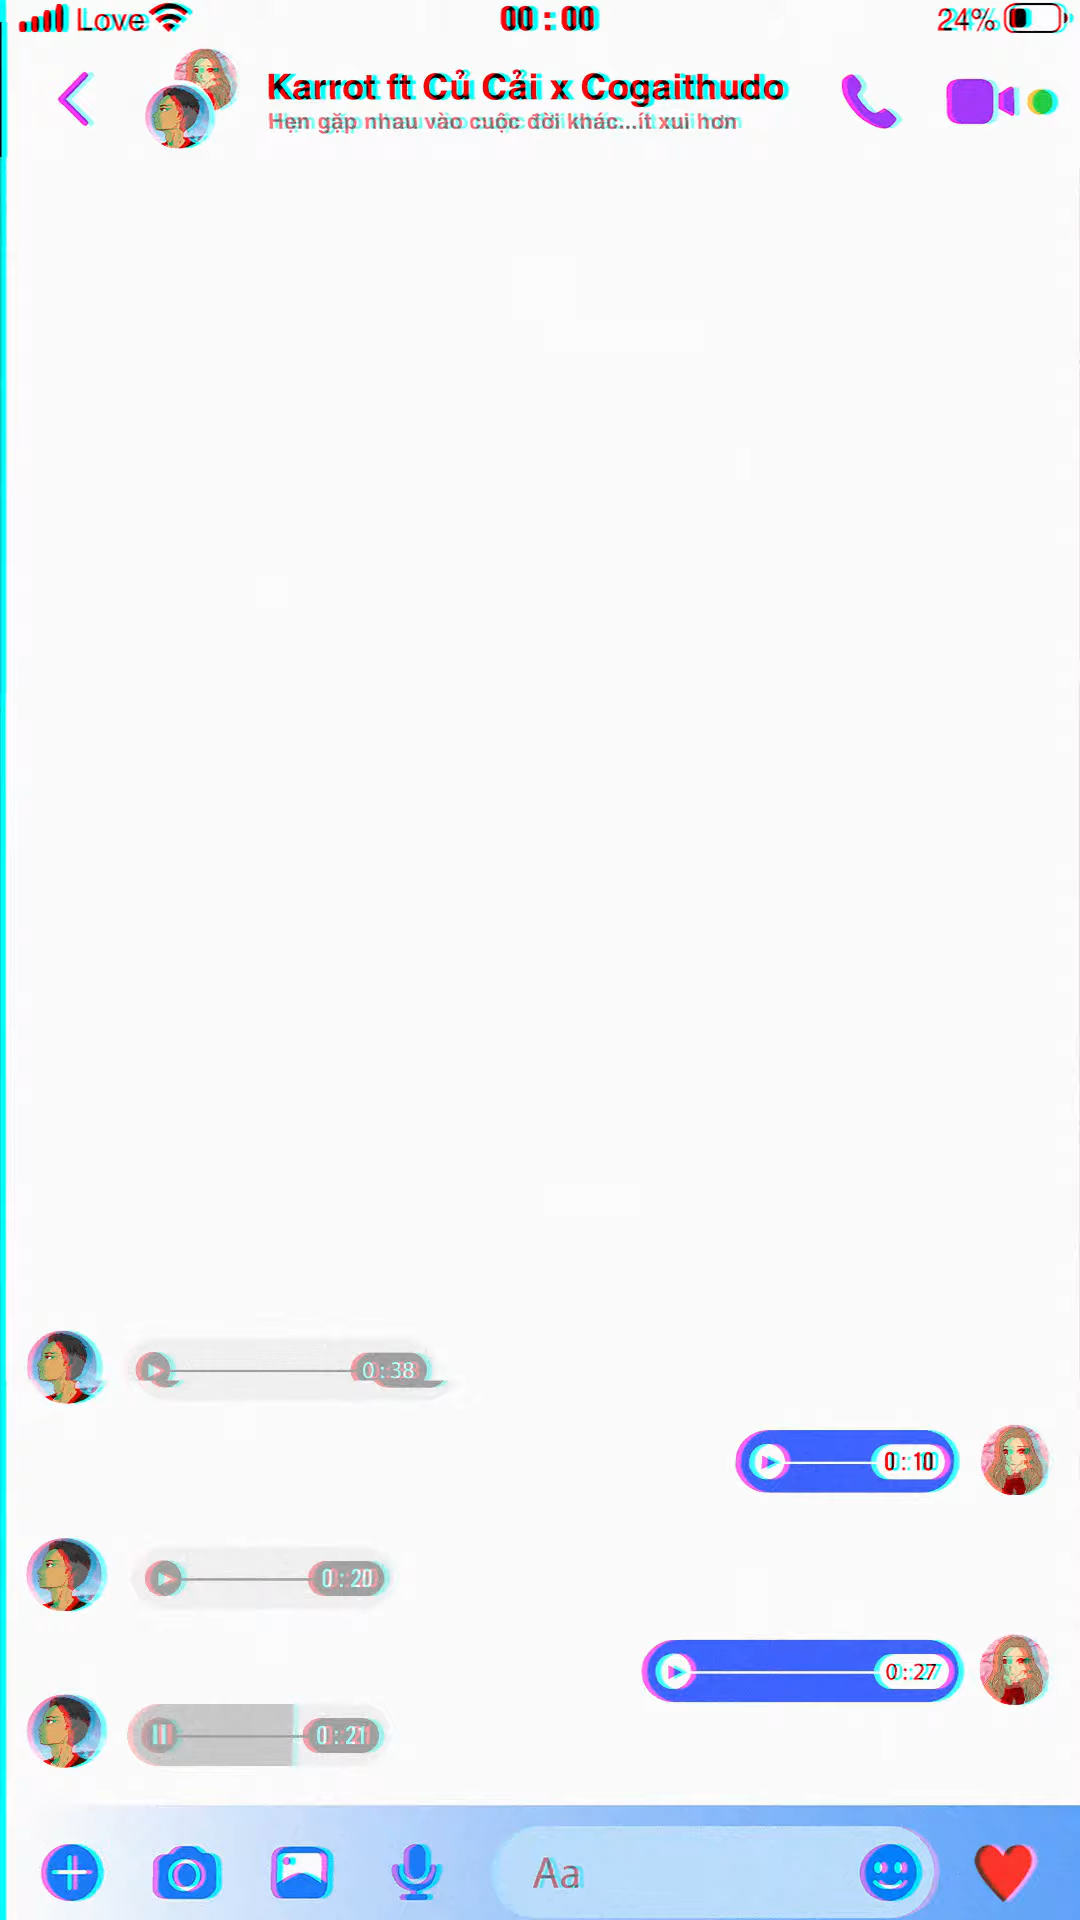 Love 00 : 00 24%
Karrot ft Củ Cải x Cogaithudo
Hẹn gặp nhau vào cuộc đời khác...ít xui hơn
0:38
0:10
0:20
0:27
0:21
Aa